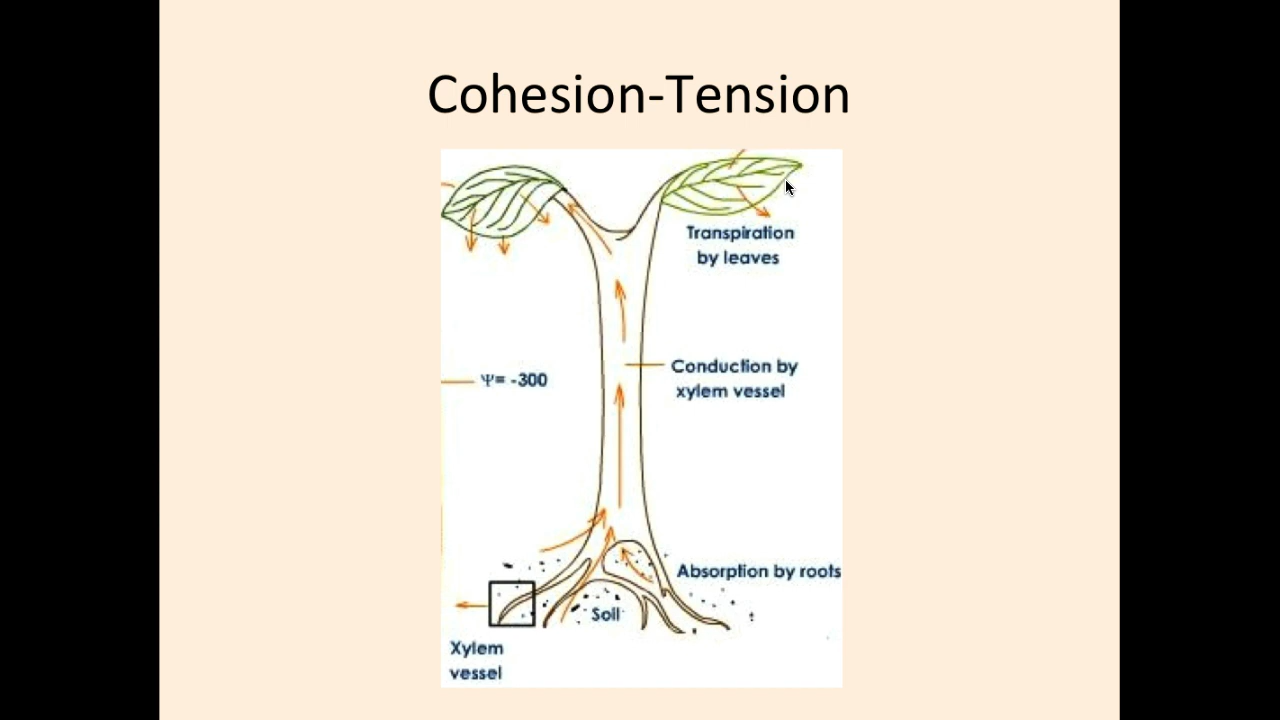 Cohesion-Tension
Transpiration
by leaves
Conduction by
xylem vessel
Ψ= -300
Absorption by roots
Soil
Xylem
vessel